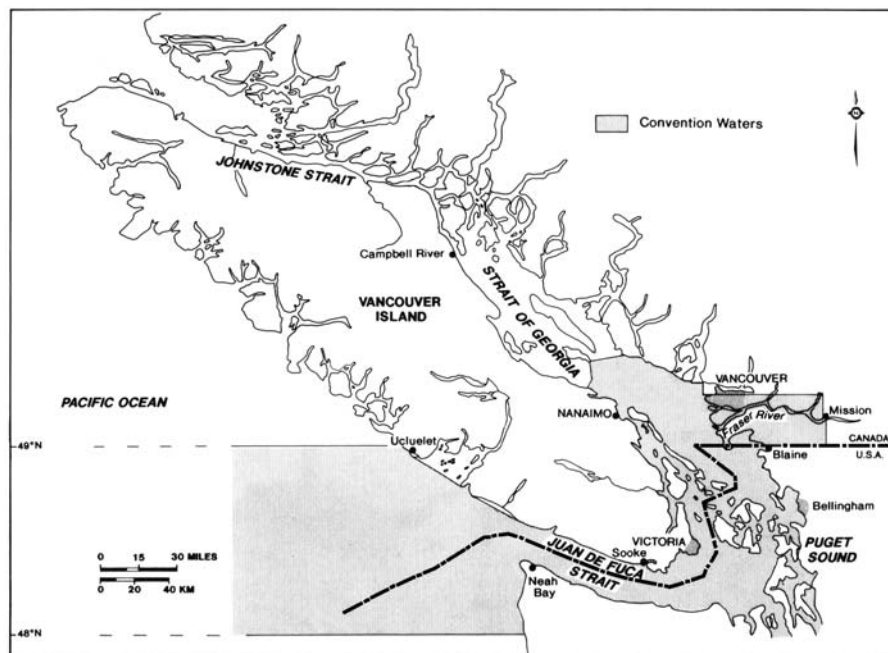 Convention Waters
N
JOHNSTONE STRAIT
Campbell River
STRAIT OF GEORGIA
VANCOUVER
ISLAND
VANCOUVER
PACIFIC OCEAN
NANAIMO
Fraser River
Mission
49°N
Ucluelet
CANADA
U.S.A.
Blaine
Bellingham
VICTORIA
PUGET
SOUND
JUAN DE FUCA
STRAIT
Sooke
0 15 30 MILES
0 20 40 KM
Neah
Bay
48°N